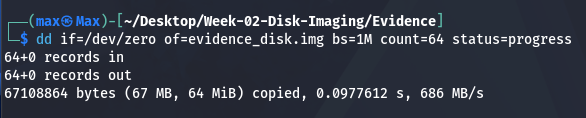 ┌──(max㉿Max)-[~/Desktop/Week-02-Disk-Imaging/Evidence]
└─$ dd if=/dev/zero of=evidence_disk.img bs=1M count=64 status=progress
64+0 records in
64+0 records out
67108864 bytes (67 MB, 64 MiB) copied, 0.0977612 s, 686 MB/s